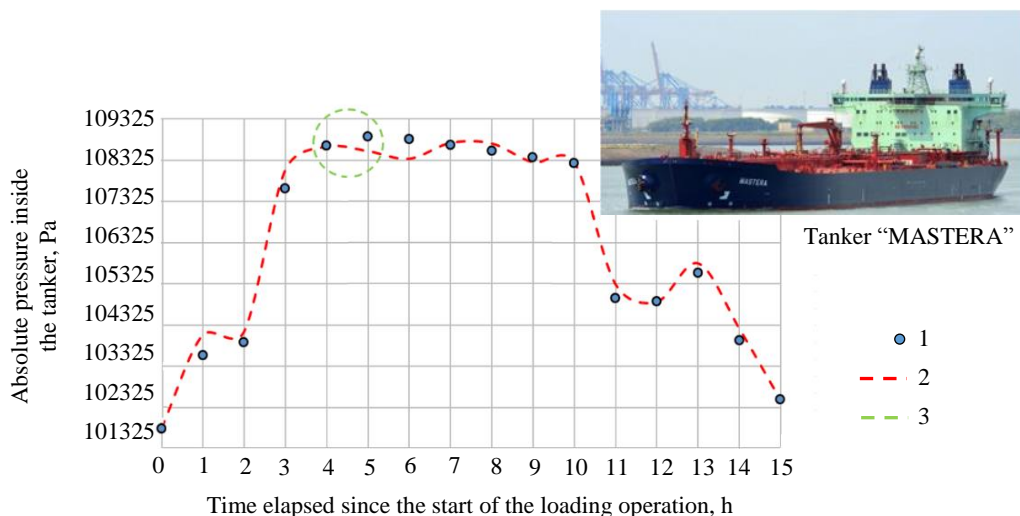 Absolute pressure inside
the tanker, Pa
109325
108325
107325
106325
105325
104325
103325
102325
101325
0 1 2 3 4 5 6 7 8 9 10 11 12 13 14 15
Time elapsed since the start of the loading operation, h
MASTERA
Tanker “MASTERA”
1
2
3